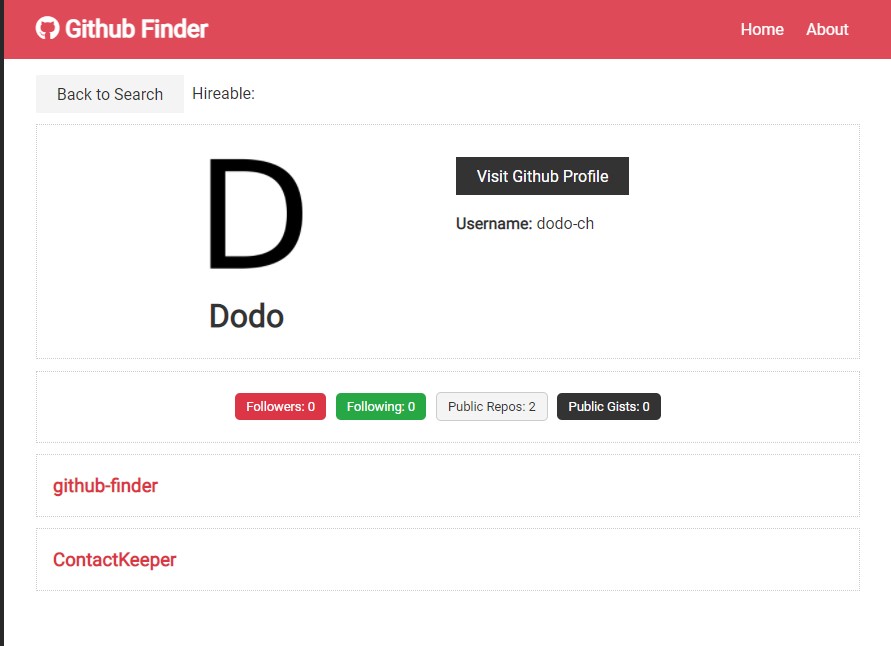 Github Finder Home About
Back to Search Hireable:
D
Visit Github Profile
Username: dodo-ch
Dodo
Followers: 0 Following: 0 Public Repos: 2 Public Gists: 0
github-finder
ContactKeeper